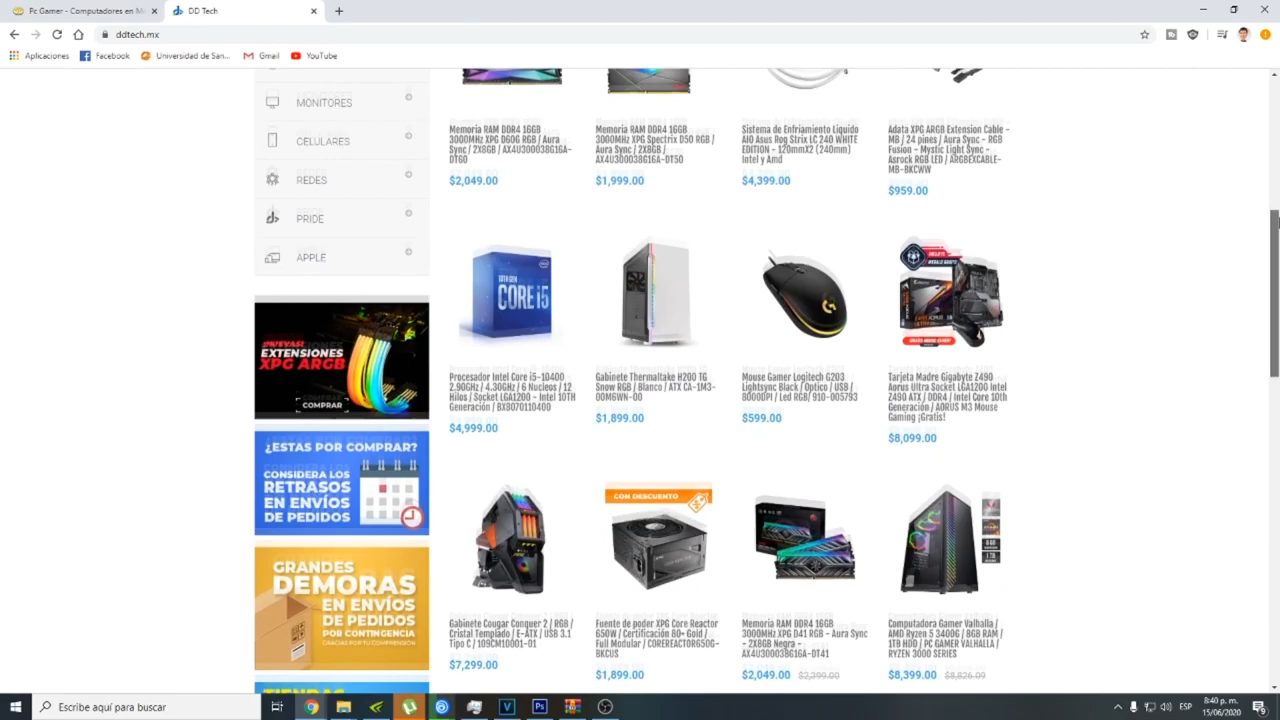 Pc Gamer - Computadores en Mé
DD Tech
ddtech.mx
Aplicaciones
Facebook
Universidad de San...
Gmail
YouTube
MONITORES
CELULARES
REDES
PRIDE
APPLE
EXTENSIONES
XPG ARGB
COMPRAR
¿ESTAS POR COMPRAR?
CONSIDERA LOS
RETRASOS
EN ENVÍOS
DE PEDIDOS
GRANDES
DEMORAS
EN ENVÍOS
DE PEDIDOS
POR CONTINGENCIA
GRACIAS POR TU COMPRENSIÓN
TIENDAS
Memoria RAM DDR4 16GB
3000MHz XPG D60G RGB / Aura
Sync / 2X8GB / AX4U300038G16A-
DT60
$2,049.00
Memoria RAM DDR4 16GB
3000MHz XPG Spectrix D50 RGB /
Aura Sync / 2X8GB /
AX4U300038G16A-DT50
$1,999.00
Sistema de Enfriamiento Liquido
AIO Asus Rog Strix LC 240 WHITE
EDITION - 120mmX2 (240mm)
Intel y Amd
$4,399.00
Adata XPG ARGB Extension Cable -
MB / 24 pines / Aura Sync - RGB
Fusion - Mystic Light Sync -
Asrock RGB LED / ARGBEXCABLE-
MB-BKCWW
$959.00
10TH GEN
CORE i5
Procesador Intel Core i5-10400
2.90GHz / 4.30GHz / 6 Nucleos / 12
Hilos / Socket LGA1200 - Intel 10TH
Generación / BX8070110400
$4,999.00
Gabinete Thermaltake H200 TG
Snow RGB / Blanco / ATX CA-1M3-
00M6WN-00
$1,899.00
Mouse Gamer Logitech G203
Lightsync Black / Optico / USB /
8000DPI / Led RGB/ 910-005793
$599.00
Tarjeta Madre Gigabyte Z490
Aorus Ultra Socket LGA1200 Intel
Z490 ATX / DDR4 / Intel Core 10th
Generación / AORUS M3 Mouse
Gaming ¡Gratis!
$8,099.00
Gabinete Cougar Conquer 2 / RGB /
Cristal Templado / E-ATX / USB 3.1
Tipo C / 109CM10001-01
$7,299.00
CON DESCUENTO
Fuente de poder XPG Core Reactor
650W / Certificación 80+ Gold /
Full Modular / COREREACTOR650G-
BKCUS
$1,899.00
Memoria RAM DDR4 16GB
3000MHz XPG D41 RGB - Aura Sync
- 2X8GB Negra -
AX4U300038G16A-DT41
$2,049.00 $2,399.00
Computadora Gamer Valhalla /
AMD Ryzen 5 3400G / 8GB RAM /
1TB HDD / PC GAMER VALHALLA /
RYZEN 3000 SERIES
$8,399.00 $8,826.09
Escribe aquí para buscar
ESP
8:40 p. m.
15/06/2020